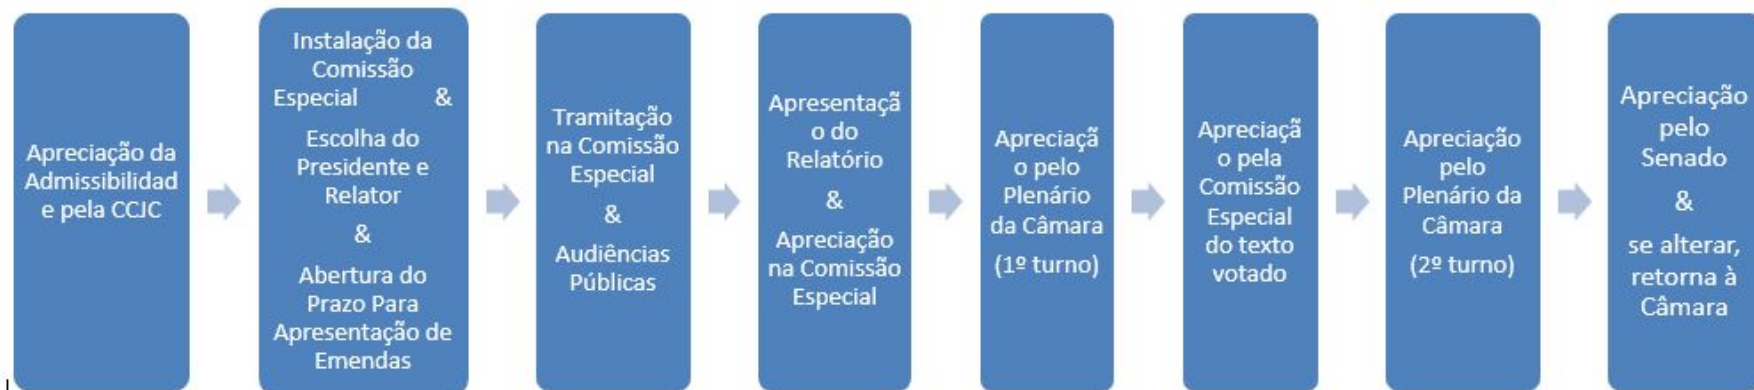 Apreciação da
Admissibilidad
e pela CCJC
Instalação da
Comissão
Especial &
Escolha do
Presidente e
Relator
&
Abertura do
Prazo Para
Apresentação de
Emendas
Tramitação
na Comissão
Especial
&
Audiências
Públicas
Apresentaçã
o do
Relatório
&
Apreciação
na Comissão
Especial
Apreciaçã
o pelo
Plenário
da Câmara
(1º turno)
Apreciaçã
o pela
Comissão
Especial
do texto
votado
Apreciação
pelo
Plenário da
Câmara
(2º turno)
Apreciação
pelo
Senado
&
se alterar,
retorna à
Câmara